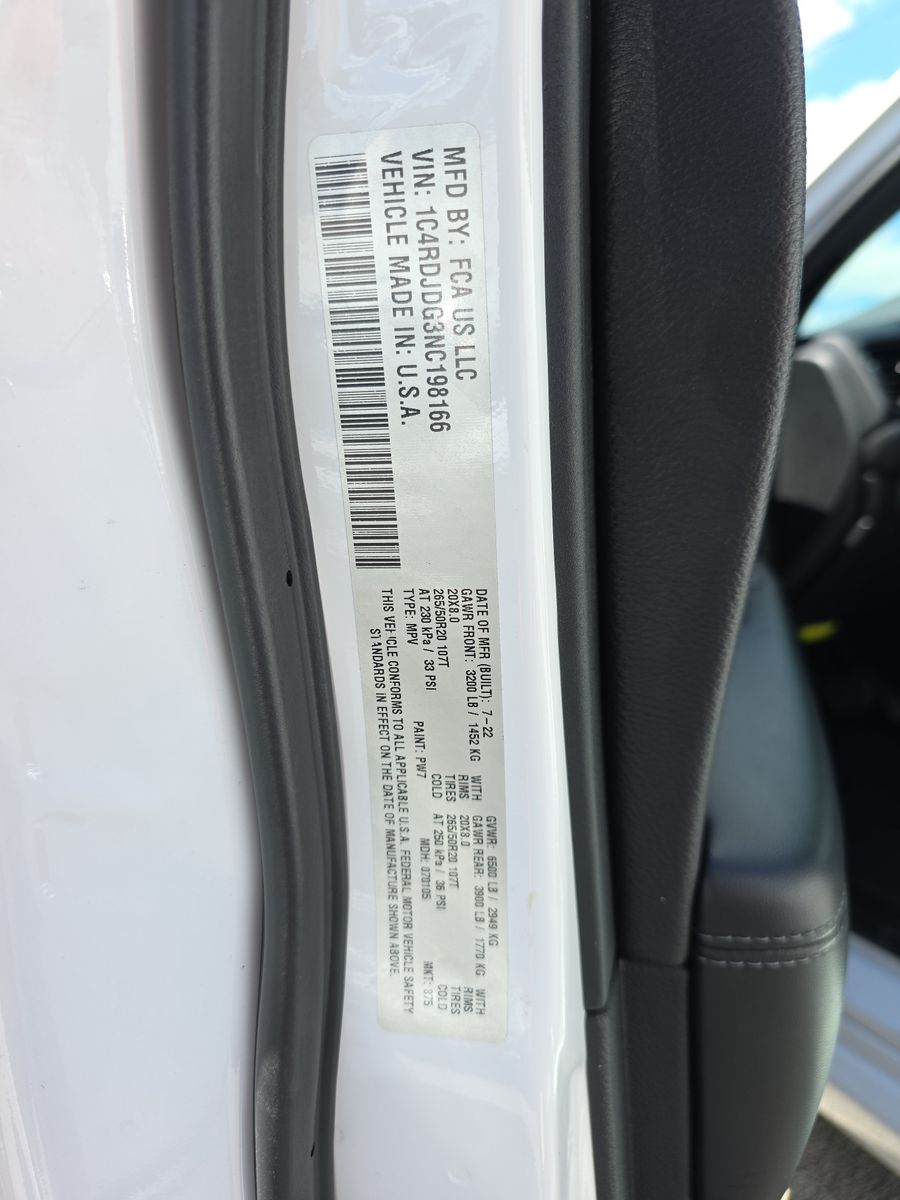 MFD BY: FCA US LLC
VIN: 1C4RDJDG3NC198166
VEHICLE MADE IN: U.S.A.
DATE OF MFR (BUILT): 7-22 GVWR: 6500 LB / 2949 KG
GAWR FRONT: 3200 LB / 1452 KG WITH GAWR REAR: 3900 LB / 1770 KG WITH
20X8.0 RIMS 20X8.0 RIMS
265/50R20 107T TIRES 265/50R20 107T TIRES
AT 230 kPa / 33 PSI COLD AT 250 kPa / 36 PSI COLD
TYPE: MPV PAINT: PW7 MDH: 070105 MKT: 875
THIS VEHICLE CONFORMS TO ALL APPLICABLE U.S.A. FEDERAL MOTOR VEHICLE SAFETY
STANDARDS IN EFFECT ON THE DATE OF MANUFACTURE SHOWN ABOVE.